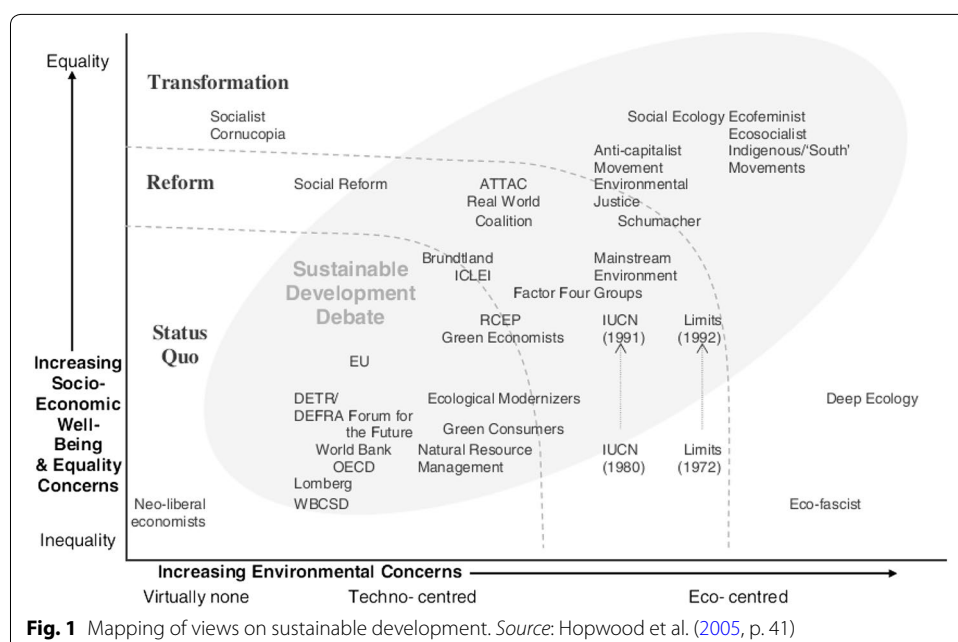 Equality
Transformation
Socialist
Cornucopia
Social Ecology Ecofeminist
Ecosocialist
Anti-capitalist
Movement
Indigenous/‘South’
Movements
Reform
Social Reform
ATTAC
Real World
Coalition
Environmental
Justice
Schumacher
Sustainable
Development
Debate
Brundtland
ICLEI
Mainstream
Environment
Factor Four Groups
RCEP
Green Economists
IUCN
(1991)
Limits
(1992)
Status
Quo
EU
Increasing
Socio-
Economic
Well-
Being
& Equality
Concerns
DETR/
DEFRA Forum for
the Future
Ecological Modernizers
Deep Ecology
Green Consumers
World Bank
OECD
Natural Resource
Management
IUCN
(1980)
Limits
(1972)
Lomberg
WBCSD
Neo-liberal
economists
Eco-fascist
Inequality
Increasing Environmental Concerns
Virtually none
Techno- centred
Eco- centred
Fig. 1 Mapping of views on sustainable development. Source: Hopwood et al. (2005, p. 41)